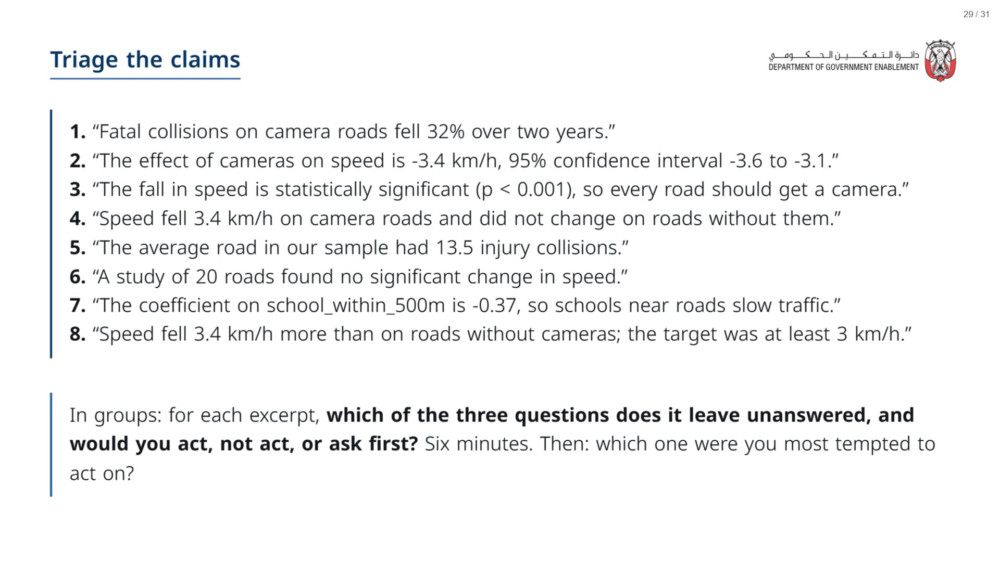 29 / 31
Triage the claims
دائـــرة الـتـمـكـــــيـن الـحـكـــــومـــي
DEPARTMENT OF GOVERNMENT ENABLEMENT
1. “Fatal collisions on camera roads fell 32% over two years.”
2. “The effect of cameras on speed is -3.4 km/h, 95% confidence interval -3.6 to -3.1.”
3. “The fall in speed is statistically significant (p < 0.001), so every road should get a camera.”
4. “Speed fell 3.4 km/h on camera roads and did not change on roads without them.”
5. “The average road in our sample had 13.5 injury collisions.”
6. “A study of 20 roads found no significant change in speed.”
7. “The coefficient on school_within_500m is -0.37, so schools near roads slow traffic.”
8. “Speed fell 3.4 km/h more than on roads without cameras; the target was at least 3 km/h.”
In groups: for each excerpt, which of the three questions does it leave unanswered, and
would you act, not act, or ask first? Six minutes. Then: which one were you most tempted to
act on?